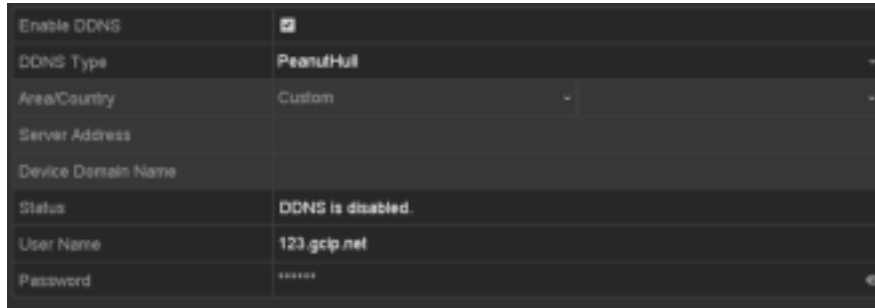 Enable DDNS
DDNS Type PeanutHull
Area/Country Custom
Server Address
Device Domain Name
Status DDNS is disabled.
User Name 123.gcip.net
Password ******